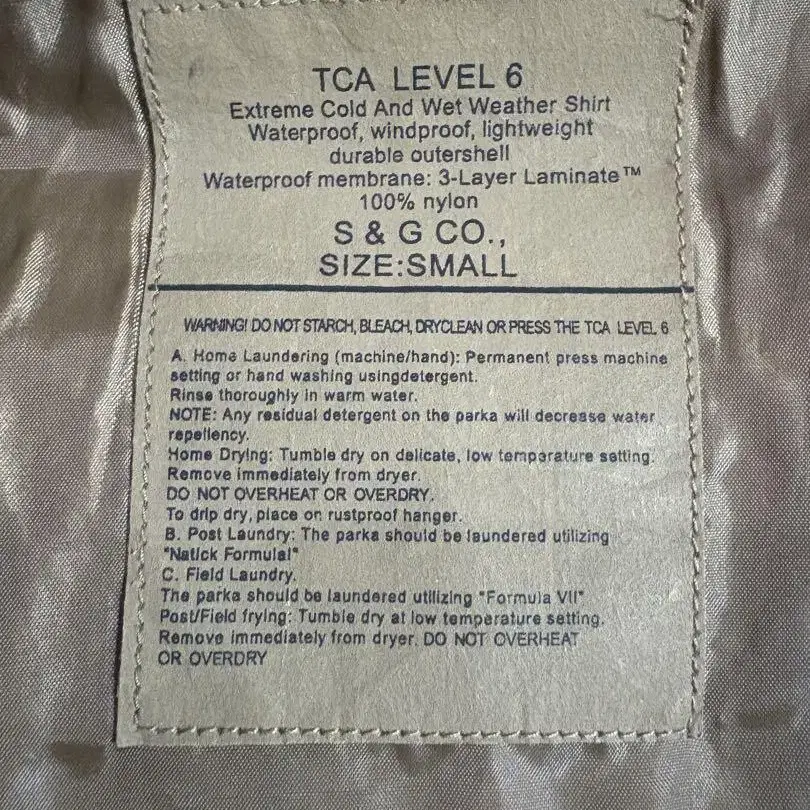 TCA LEVEL 6
Extreme Cold And Wet Weather Shirt
Waterproof, windproof, lightweight
durable outershell
Waterproof membrane: 3-Layer Laminate™
100% nylon
S & G CO.,
SIZE:SMALL
WARNING! DO NOT STARCH, BLEACH, DRYCLEAN OR PRESS THE TCA LEVEL 6
A. Home Laundering (machine/hand): Permanent press machine
setting or hand washing usingdetergent.
Rinse thoroughly in warm water.
NOTE: Any residual detergent on the parka will decrease water
repellency.
Home Drying: Tumble dry on delicate, low temperature setting.
Remove immediately from dryer.
DO NOT OVERHEAT OR OVERDRY.
To drip dry, place on rustproof hanger.
B. Post Laundry: The parka should be laundered utilizing
"Natick Formulal"
C. Field Laundry.
The parka should be laundered utilizing "Formula VII"
Post/Field frying: Tumble dry at low temperature setting.
Remove immediately from dryer. DO NOT OVERHEAT
OR OVERDRY